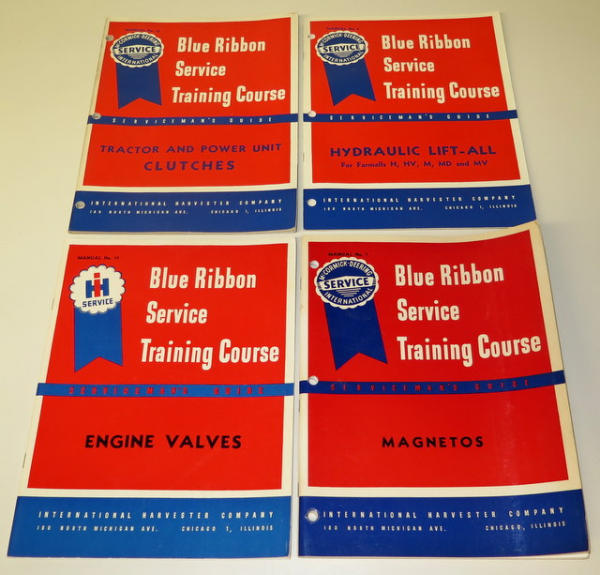 McCORMICK-DEERING
SERVICE
INTERNATIONAL
Blue Ribbon
Service
Training Course
SERVICEMAN'S GUIDE
TRACTOR AND POWER UNIT
CLUTCHES
INTERNATIONAL HARVESTER COMPANY
180 NORTH MICHIGAN AVE. CHICAGO 1, ILLINOIS
McCORMICK-DEERING
SERVICE
INTERNATIONAL
Blue Ribbon
Service
Training Course
SERVICEMAN'S GUIDE
HYDRAULIC LIFT-ALL
For Farmalls H, HV, M, MD and MV
INTERNATIONAL HARVESTER COMPANY
180 NORTH MICHIGAN AVE. CHICAGO 1, ILLINOIS
MANUAL No.
IH
SERVICE
Blue Ribbon
Service
Training Course
SERVICEMAN'S GUIDE
ENGINE VALVES
INTERNATIONAL HARVESTER COMPANY
180 NORTH MICHIGAN AVE. CHICAGO 1, ILLINOIS
MANUAL No.
McCORMICK-DEERING
SERVICE
INTERNATIONAL
Blue Ribbon
Service
Training Course
SERVICEMAN'S GUIDE
MAGNETOS
INTERNATIONAL HARVESTER COMPANY
180 NORTH MICHIGAN AVE. CHICAGO, ILLINOIS